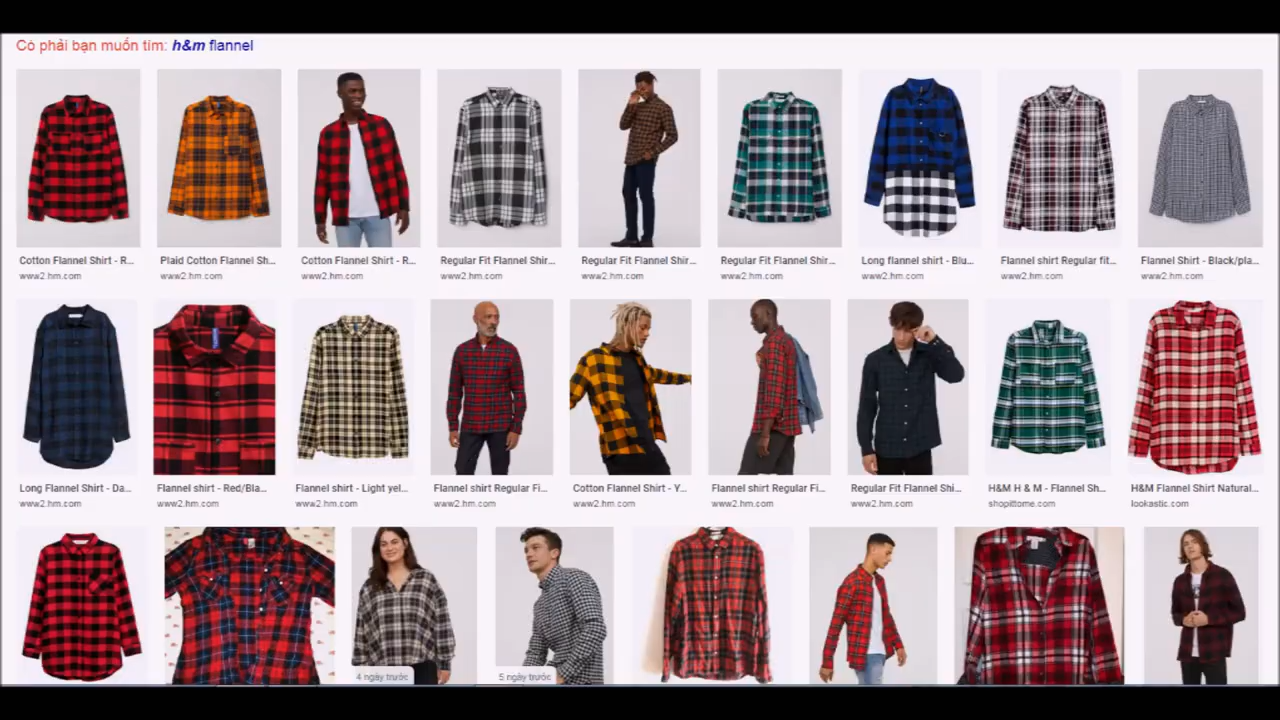 Có phải bạn muốn tìm: h&m flannel
Cotton Flannel Shirt - R...
Plaid Cotton Flannel Sh...
Cotton Flannel Shirt - R...
Regular Fit Flannel Shir...
Regular Fit Flannel Shir...
Regular Fit Flannel Shir...
Long flannel shirt - Blu...
Flannel shirt Regular fit...
Flannel Shirt - Black/pla...
www2.hm.com
www2.hm.com
www2.hm.com
www2.hm.com
www2.hm.com
www2.hm.com
www2.hm.com
www2.hm.com
www2.hm.com
Long Flannel Shirt - Da...
Flannel shirt - Red/Bla...
Flannel shirt - Light yel...
Flannel shirt Regular Fi...
Cotton Flannel Shirt - Y...
Flannel shirt Regular Fi...
Regular Fit Flannel Shi...
H&M H & M - Flannel Sh...
H&M Flannel Shirt Natural...
www2.hm.com
www2.hm.com
www2.hm.com
www2.hm.com
www2.hm.com
www2.hm.com
www2.hm.com
shopittome.com
lookastic.com
4 ngày trước
5 ngày trước